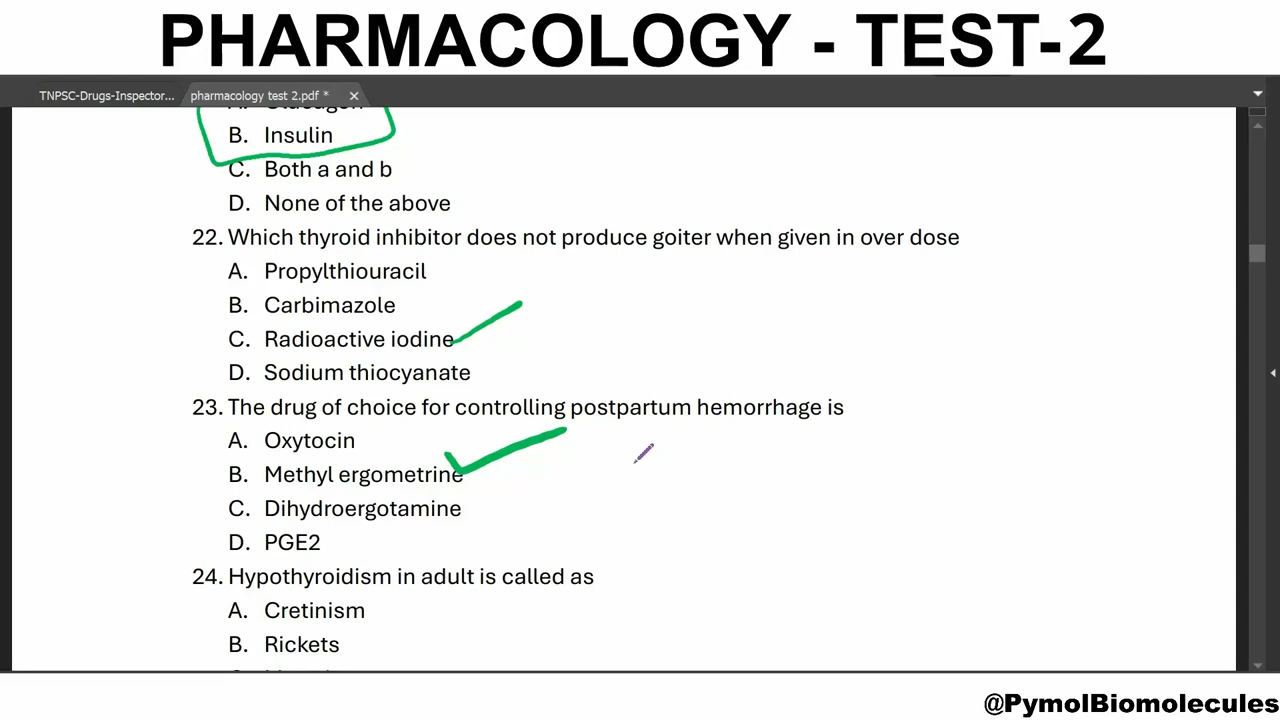 PHARMACOLOGY - TEST-2
TNPSC-Drugs-Inspector... pharmacology test 2.pdf *
A. Glucagon
B. Insulin
C. Both a and b
D. None of the above
22. Which thyroid inhibitor does not produce goiter when given in over dose
A. Propylthiouracil
B. Carbimazole
C. Radioactive iodine
D. Sodium thiocyanate
23. The drug of choice for controlling postpartum hemorrhage is
A. Oxytocin
B. Methyl ergometrine
C. Dihydroergotamine
D. PGE2
24. Hypothyroidism in adult is called as
A. Cretinism
B. Rickets
@PymolBiomolecules